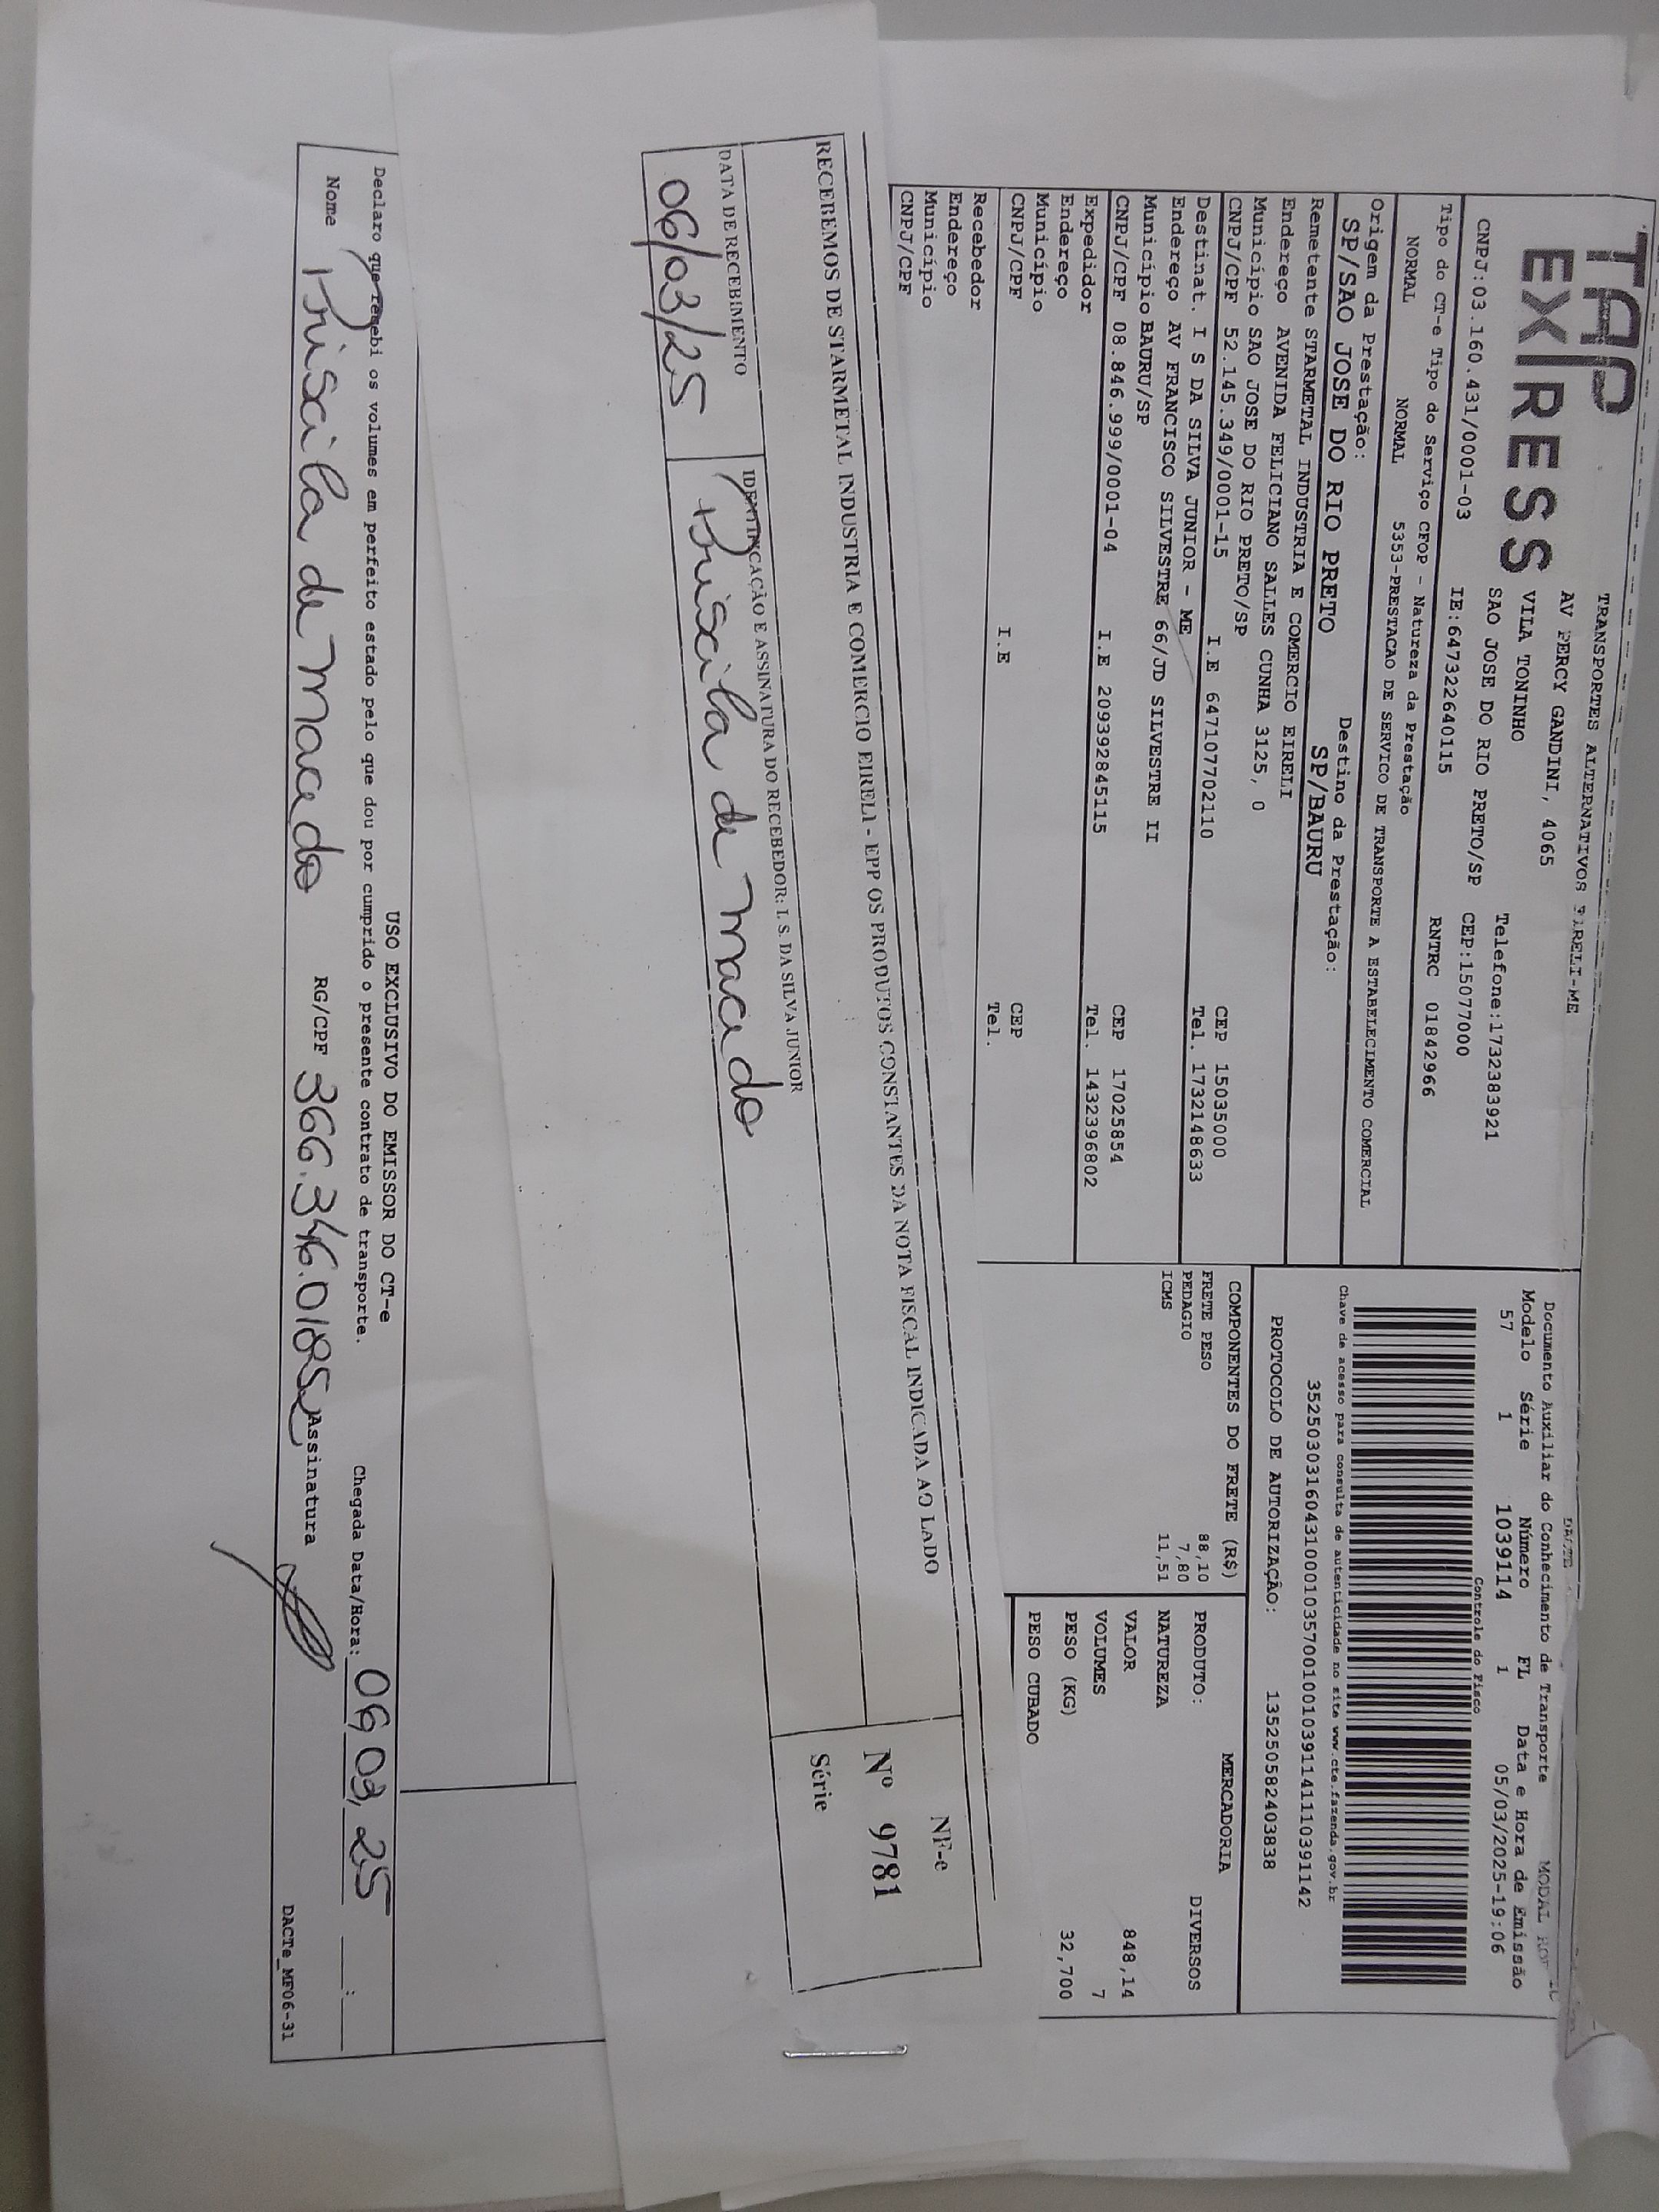 TAP
EXPRESS
TRANSPORTES ALTERNATIVOS EIRELI-ME
AV PERCY GANDINI, 4065
VILA TONINHO
SAO JOSE DO RIO PRETO/SP
Telefone:1732383921
CEP:15077000
CNPJ:03.160.431/0001-03 IE:647322640115 RNTRC 01842966
Tipo do CT-e Tipo do Serviço CFOP - Natureza da Prestação
NORMAL NORMAL 5353-PRESTACAO DE SERVICO DE TRANSPORTE A ESTABELECIMENTO COMERCIAL
Origem da Prestação: Destino da Prestação:
SP/SAO JOSE DO RIO PRETO SP/BAURU
Remetente STARMETAL INDUSTRIA E COMERCIO EIRELI
Endereço AVENIDA FELICIANO SALLES CUNHA 3125, 0
Município SAO JOSE DO RIO PRETO/SP CEP 15035000
CNPJ/CPF 52.145.349/0001-15 I.E 647107702110 Tel. 1732148633
Destinat. I S DA SILVA JUNIOR - ME
Endereço AV FRANCISCO SILVESTRE 66/JD SILVESTRE II
Município BAURU/SP CEP 17025854
CNPJ/CPF 08.846.999/0001-04 I.E 209392845115 Tel. 1432396802
Expedidor
Endereço
Município CEP
CNPJ/CPF I.E Tel.
Recebedor
Endereço
Município
CNPJ/CPF
DACTE
Documento Auxiliar do Conhecimento de Transporte MODAL
Modelo Série Número FL Data e Hora de Emissão
57 1 1039114 1 05/03/2025-19:06
Controle do Fisco
Chave de acesso para consulta de autenticidade no site www.cte.fazenda.gov.br
35250303160431000103570010010391141110391142
PROTOCOLO DE AUTORIZAÇÃO: 135250582403838
COMPONENTES DO FRETE (R$)
FRETE PESO 88,10
PEDAGIO 7,80
ICMS 11,51
MERCADORIA
PRODUTO: DIVERSOS
NATUREZA
VALOR 848,14
VOLUMES 7
PESO (KG) 32,700
PESO CUBADO
RECEBEMOS DE STARMETAL INDUSTRIA E COMERCIO EIRELI - EPP OS PRODUTOS CONSTANTES DA NOTA FISCAL INDICADA AO LADO
NF-e
Nº 9781
Série
DATA DE RECEBIMENTO IDENTIFICAÇÃO E ASSINATURA DO RECEBEDOR: I. S. DA SILVA JUNIOR
06/03/25 Priscila de Macedo
USO EXCLUSIVO DO EMISSOR DO CT-e
Declaro que recebi os volumes em perfeito estado pelo que dou por cumprido o presente contrato de transporte. Chegada Data/Hora: 06, 03, 25 __:__
Nome Priscila de Macedo RG/CPF 366.346.0185 Assinatura
DACTe_MF06-31